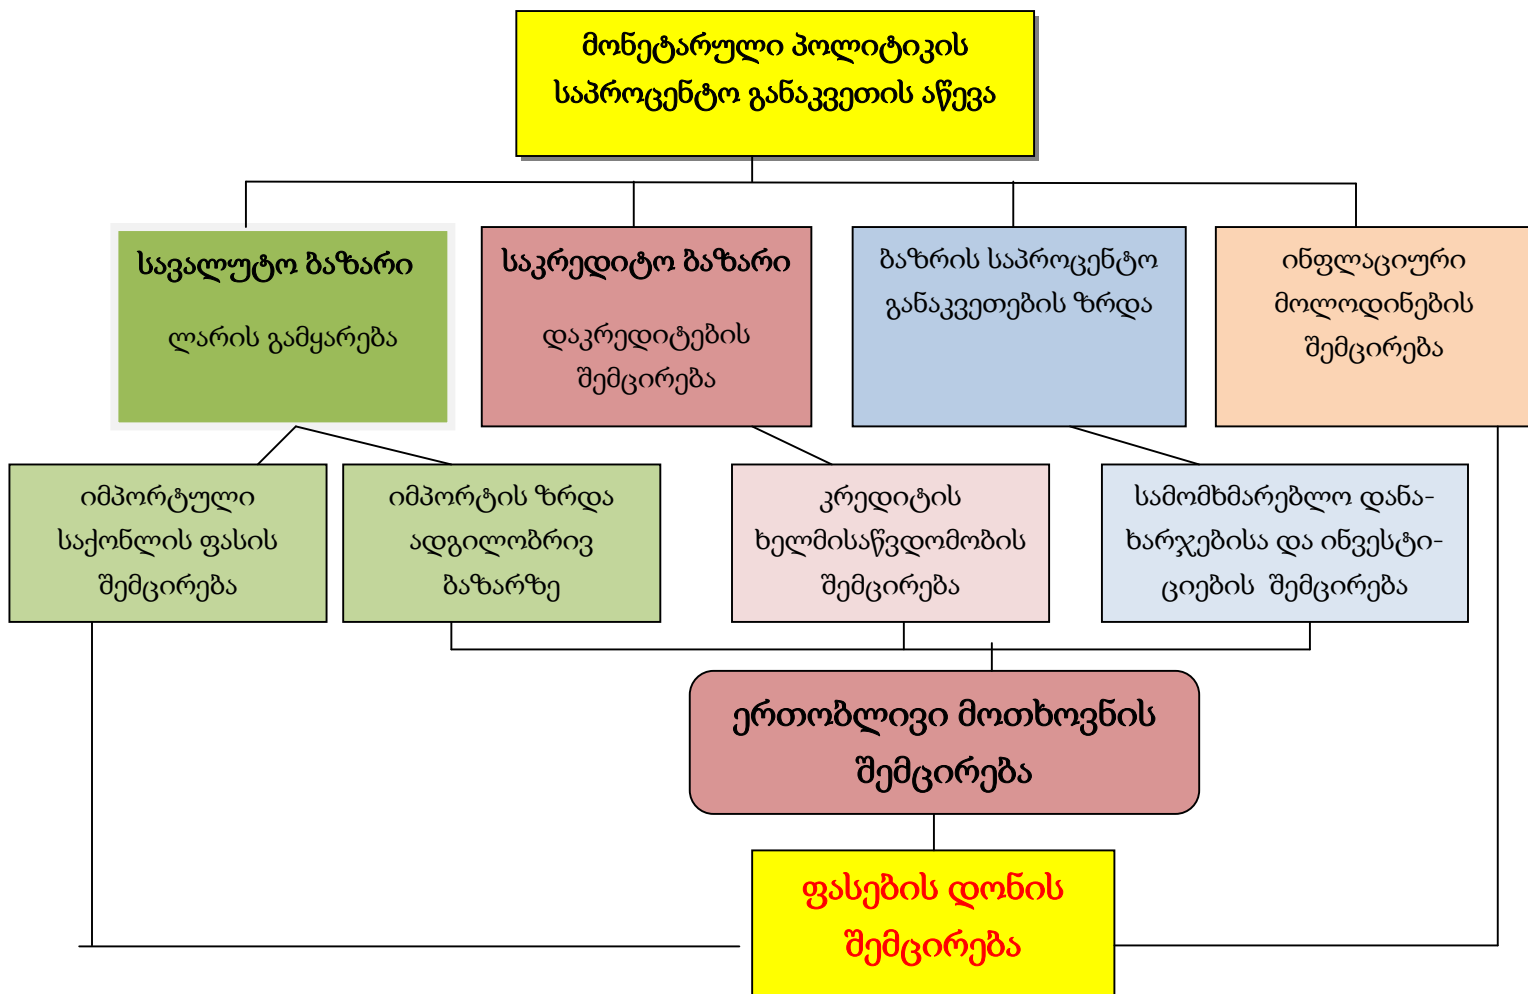 მონეტარული პოლიტიკის
საპროცენტო განაკვეთის აწევა
სავალუტო ბაზარი
ლარის გამყარება
საკრედიტო ბაზარი
დაკრედიტების
შემცირება
ბაზრის საპროცენტო
განაკვეთების ზრდა
ინფლაციური
მოლოდინების
შემცირება
იმპორტული
საქონლის ფასის
შემცირება
იმპორტის ზრდა
ადგილობრივ
ბაზარზე
კრედიტის
ხელმისაწვდომობის
შემცირება
სამომხმარებლო დანა-
ხარჯებისა და ინვესტი-
ციების შემცირება
ერთობლივი მოთხოვნის
შემცირება
ფასების დონის
შემცირება